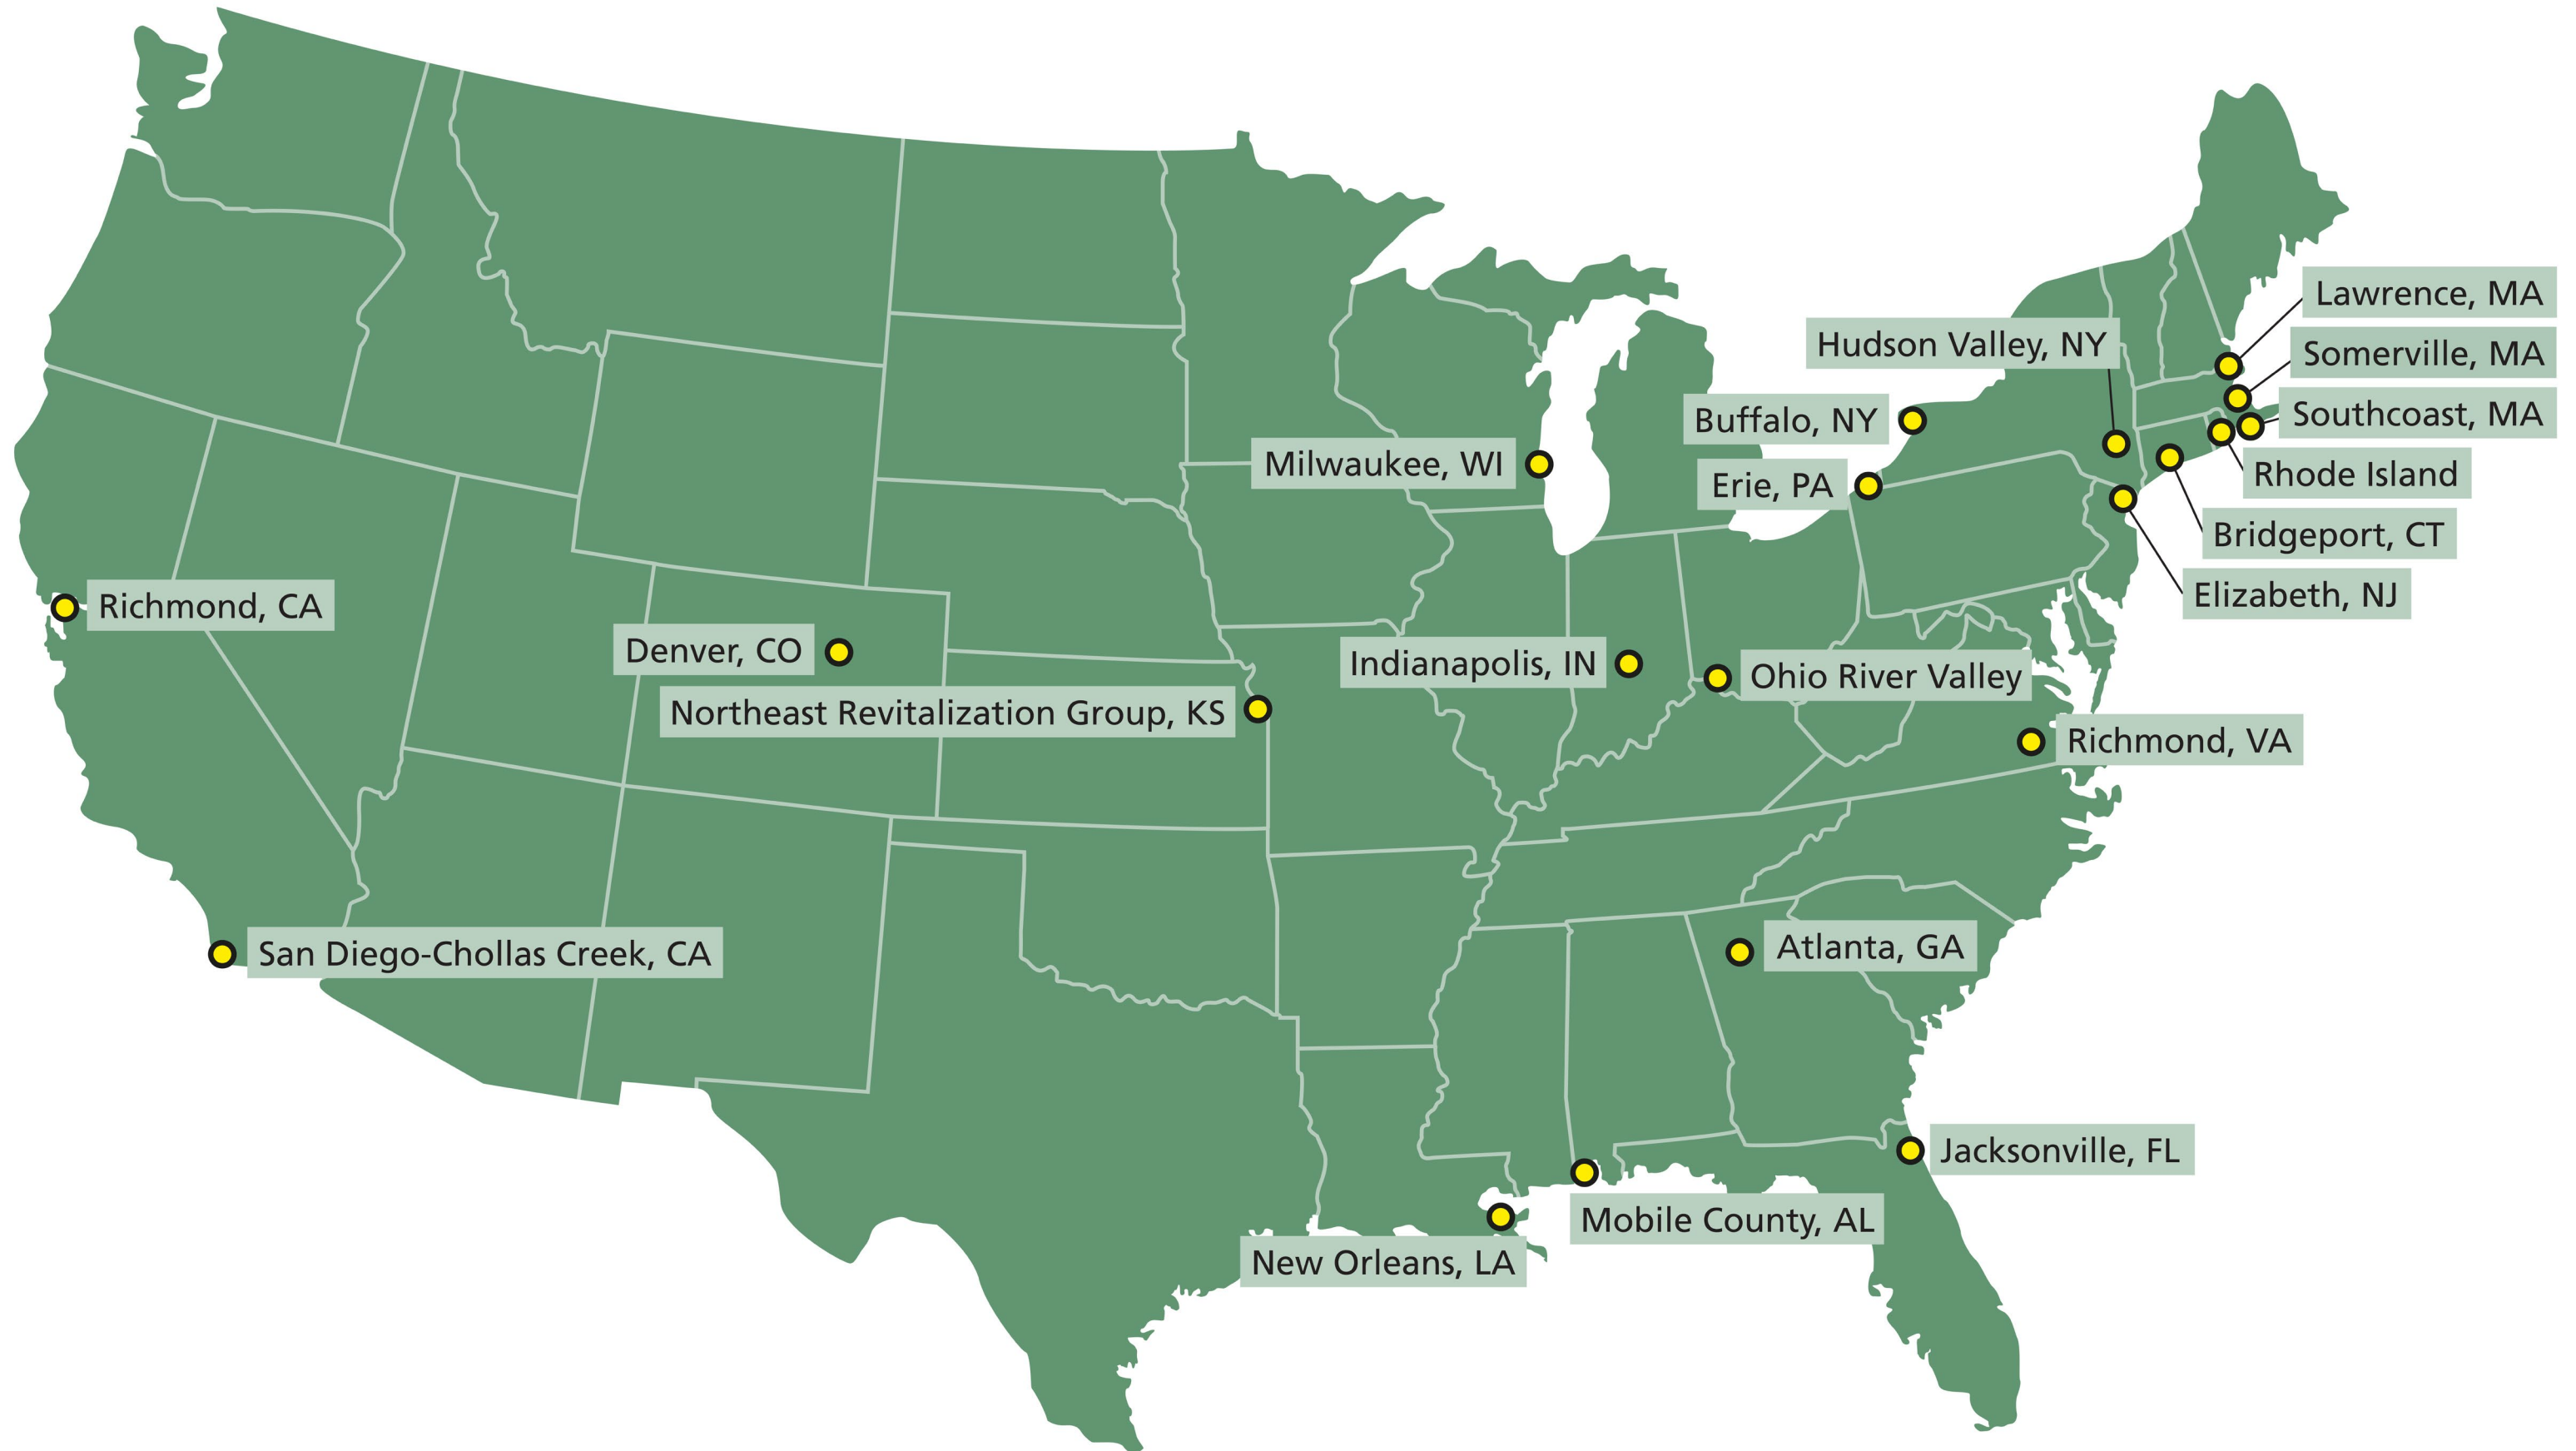 Lawrence, MA
Hudson Valley, NY
Somerville, MA
Buffalo, NY
Southcoast, MA
Milwaukee, WI
Rhode Island
Erie, PA
Bridgeport, CT
Elizabeth, NJ
Richmond, CA
Denver, CO
Indianapolis, IN
Ohio River Valley
Northeast Revitalization Group, KS
Richmond, VA
San Diego-Chollas Creek, CA
Atlanta, GA
Jacksonville, FL
Mobile County, AL
New Orleans, LA